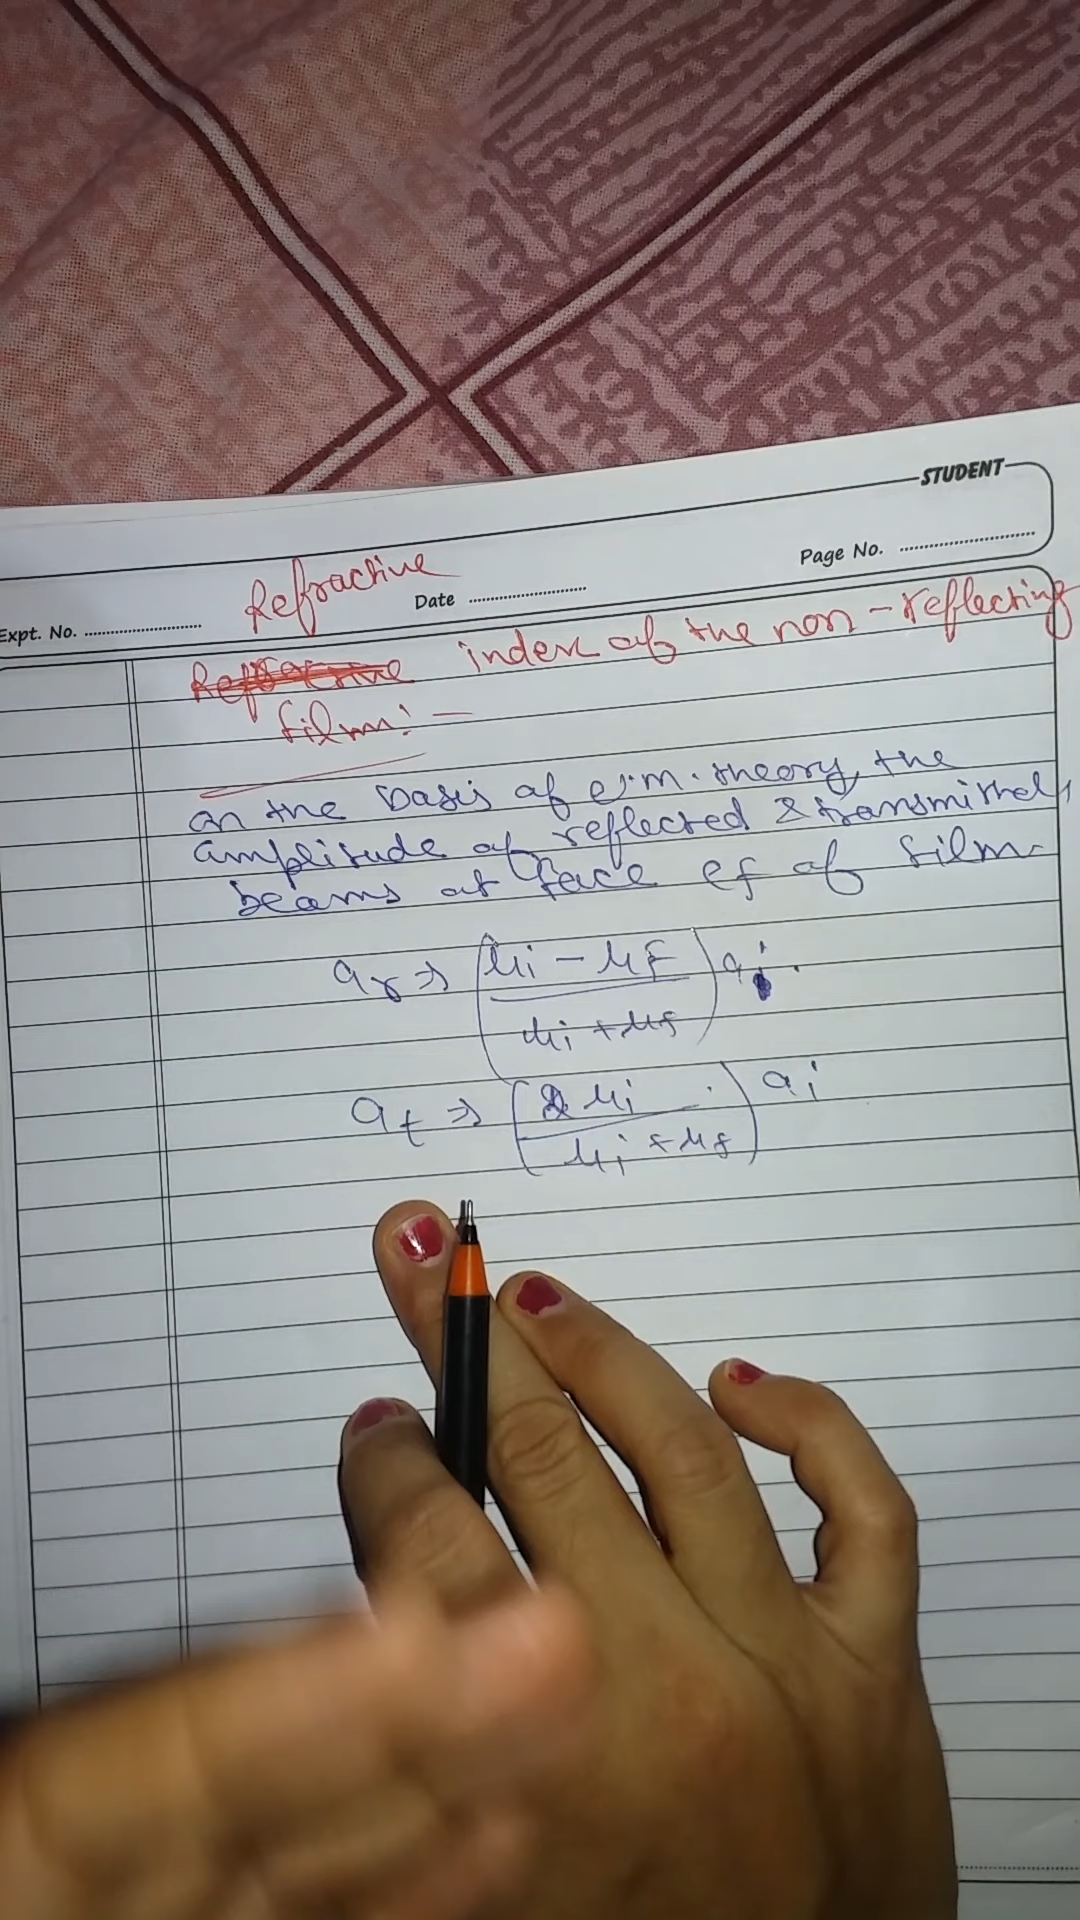 STUDENT
Page No.
Date
Expt. No.
Refractive
Refractive index of the non-reflecting
film:-
on the basis of e.m. theory, the
amplitude of reflected & transmitted
beams at face ef of film.
ar ⇒ (μi - μf / μi + μf) ai
at ⇒ (2 μi / μi + μf) ai